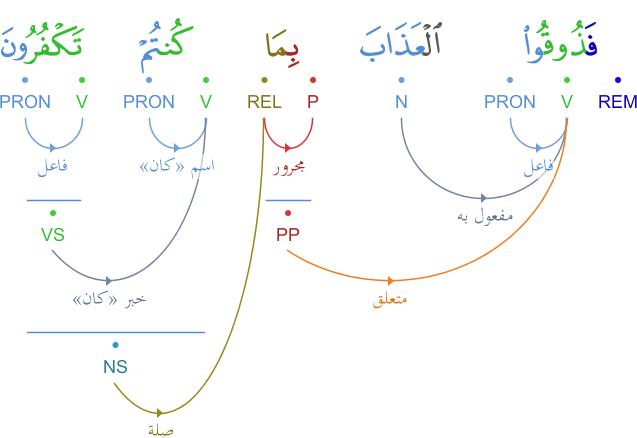 فَذُوقُوا۟ ٱلْعَذَابَ بِمَا كُنتُمْ تَكْفُرُونَ
REM V PRON N P REL V PRON V PRON
فاعل مجرور اسم «كان» فاعل
مفعول به
PP VS
خبر «كان» متعلق
NS
صلة